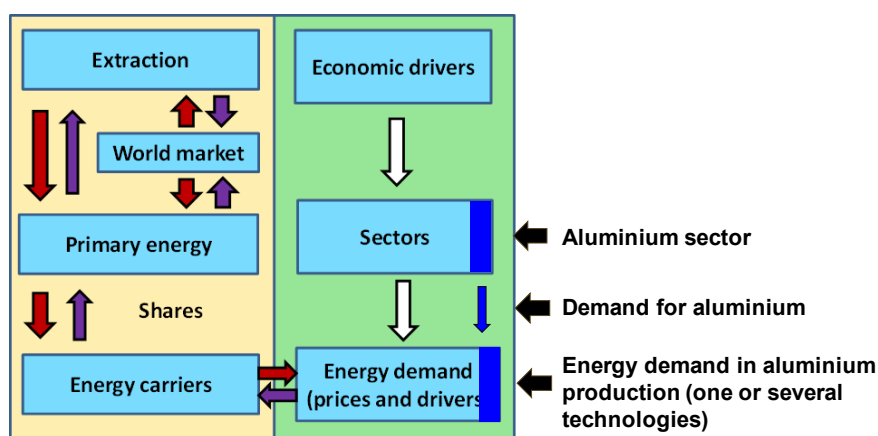 Extraction
World market
Primary energy
Shares
Energy carriers
Economic drivers
Sectors
Energy demand
(prices and drivers
Aluminium sector
Demand for aluminium
Energy demand in aluminium
production (one or several
technologies)